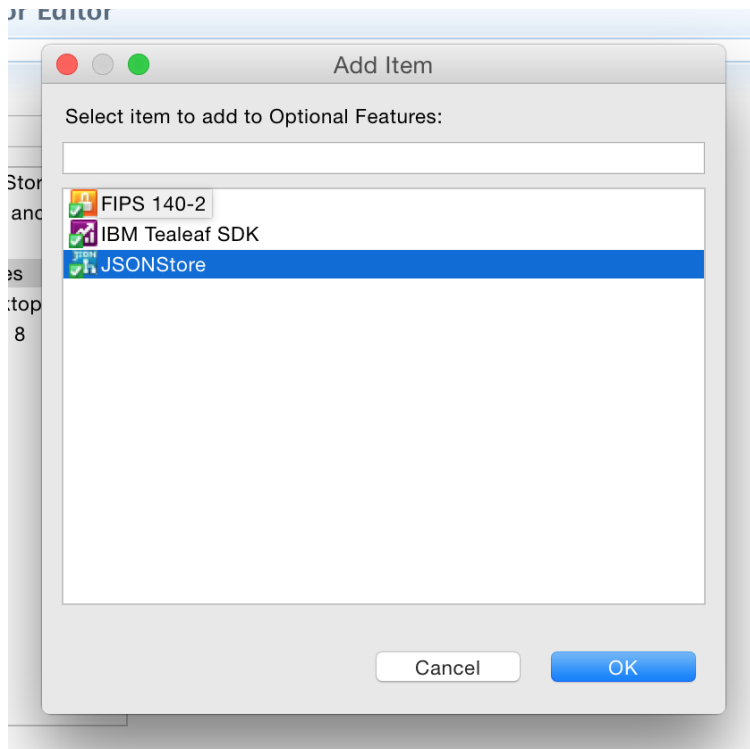 or Editor
Add Item
Select item to add to Optional Features:
Stor
and
FIPS 140-2
IBM Tealeaf SDK
JSONStore
es
ktop
8
Cancel
OK